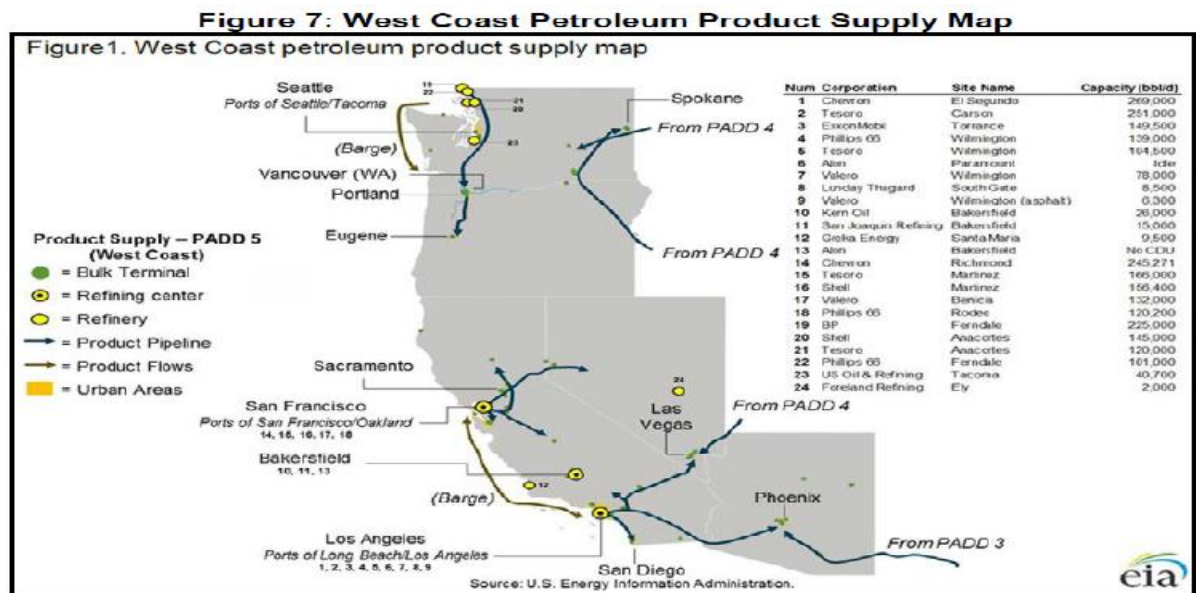 Figure 7: West Coast Petroleum Product Supply Map
Figure1. West Coast petroleum product supply map
Seattle
Ports of Seattle/Tacoma
(Barge)
Vancouver (WA)
Portland
Eugene
19
22
21
20
23
Spokane
From PADD 4
From PADD 4
Product Supply – PADD 5
(West Coast)
= Bulk Terminal
= Refining center
= Refinery
= Product Pipeline
= Product Flows
= Urban Areas
Sacramento
San Francisco
Ports of San Francisco/Oakland
14, 15, 16, 17, 18
Bakersfield
10, 11, 13
(Barge)
12
Los Angeles
Ports of Long Beach/Los Angeles
1, 2, 3, 4, 5, 6, 7, 8, 9
San Diego
24
Las
Vegas
From PADD 4
Phoenix
From PADD 3
Num Corporation Site Name Capacity (bbl/d)
1 Chevron El Segundo 269,000
2 Tesoro Carson 251,000
3 ExxonMobil Torrance 149,500
4 Phillips 66 Wilmington 139,000
5 Tesoro Wilmington 104,500
6 Alon Paramount Idle
7 Valero Wilmington 78,000
8 Lunday Thagard South Gate 8,500
9 Valero Wilmington (asphalt) 6,300
10 Kern Oil Bakersfield 26,000
11 San Joaquin Refining Bakersfield 15,000
12 Greka Energy Santa Maria 9,500
13 Alon Bakersfield No CDU
14 Chevron Richmond 245,271
15 Tesoro Martinez 166,000
16 Shell Martinez 156,400
17 Valero Benicia 132,000
18 Phillips 66 Rodeo 120,200
19 BP Ferndale 225,000
20 Shell Anacortes 145,000
21 Tesoro Anacortes 120,000
22 Phillips 66 Ferndale 101,000
23 US Oil & Refining Tacoma 40,700
24 Foreland Refining Ely 2,000
Source: U.S. Energy Information Administration.
eia